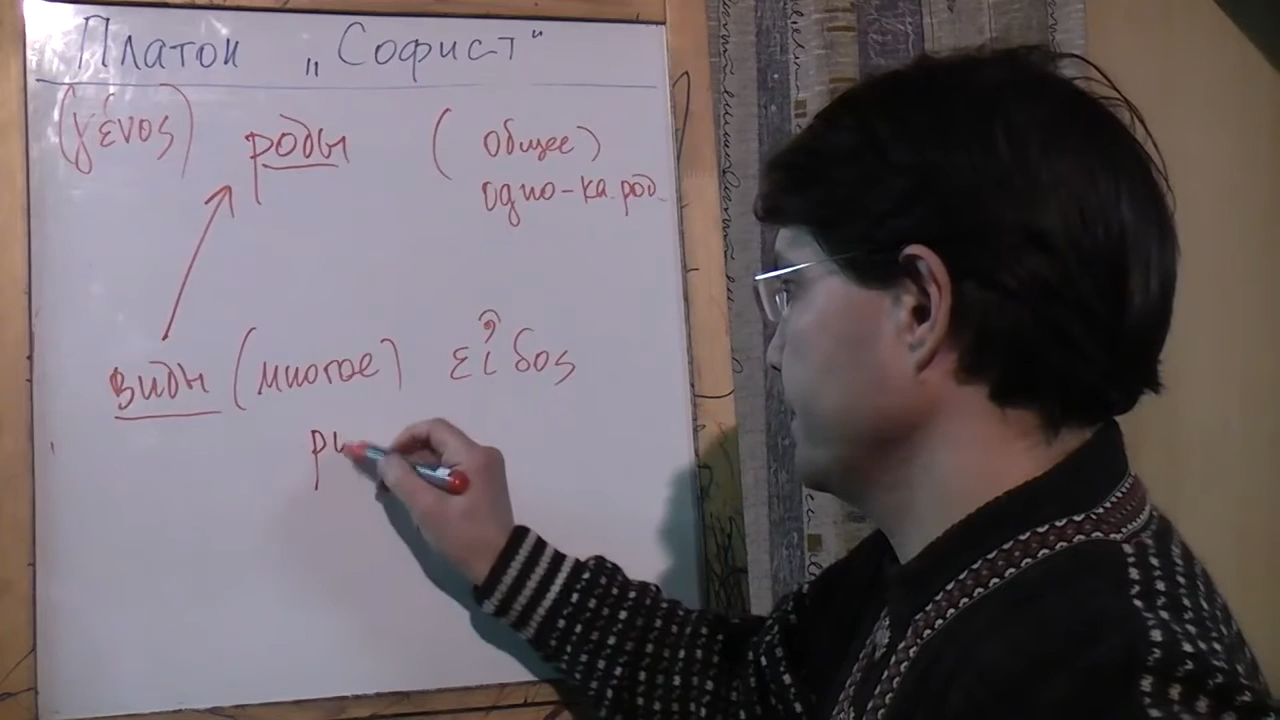 Платон „Софист“
(γένος) роды (общее)
одно-ка.род.
виды (многое) εἶδος
ри